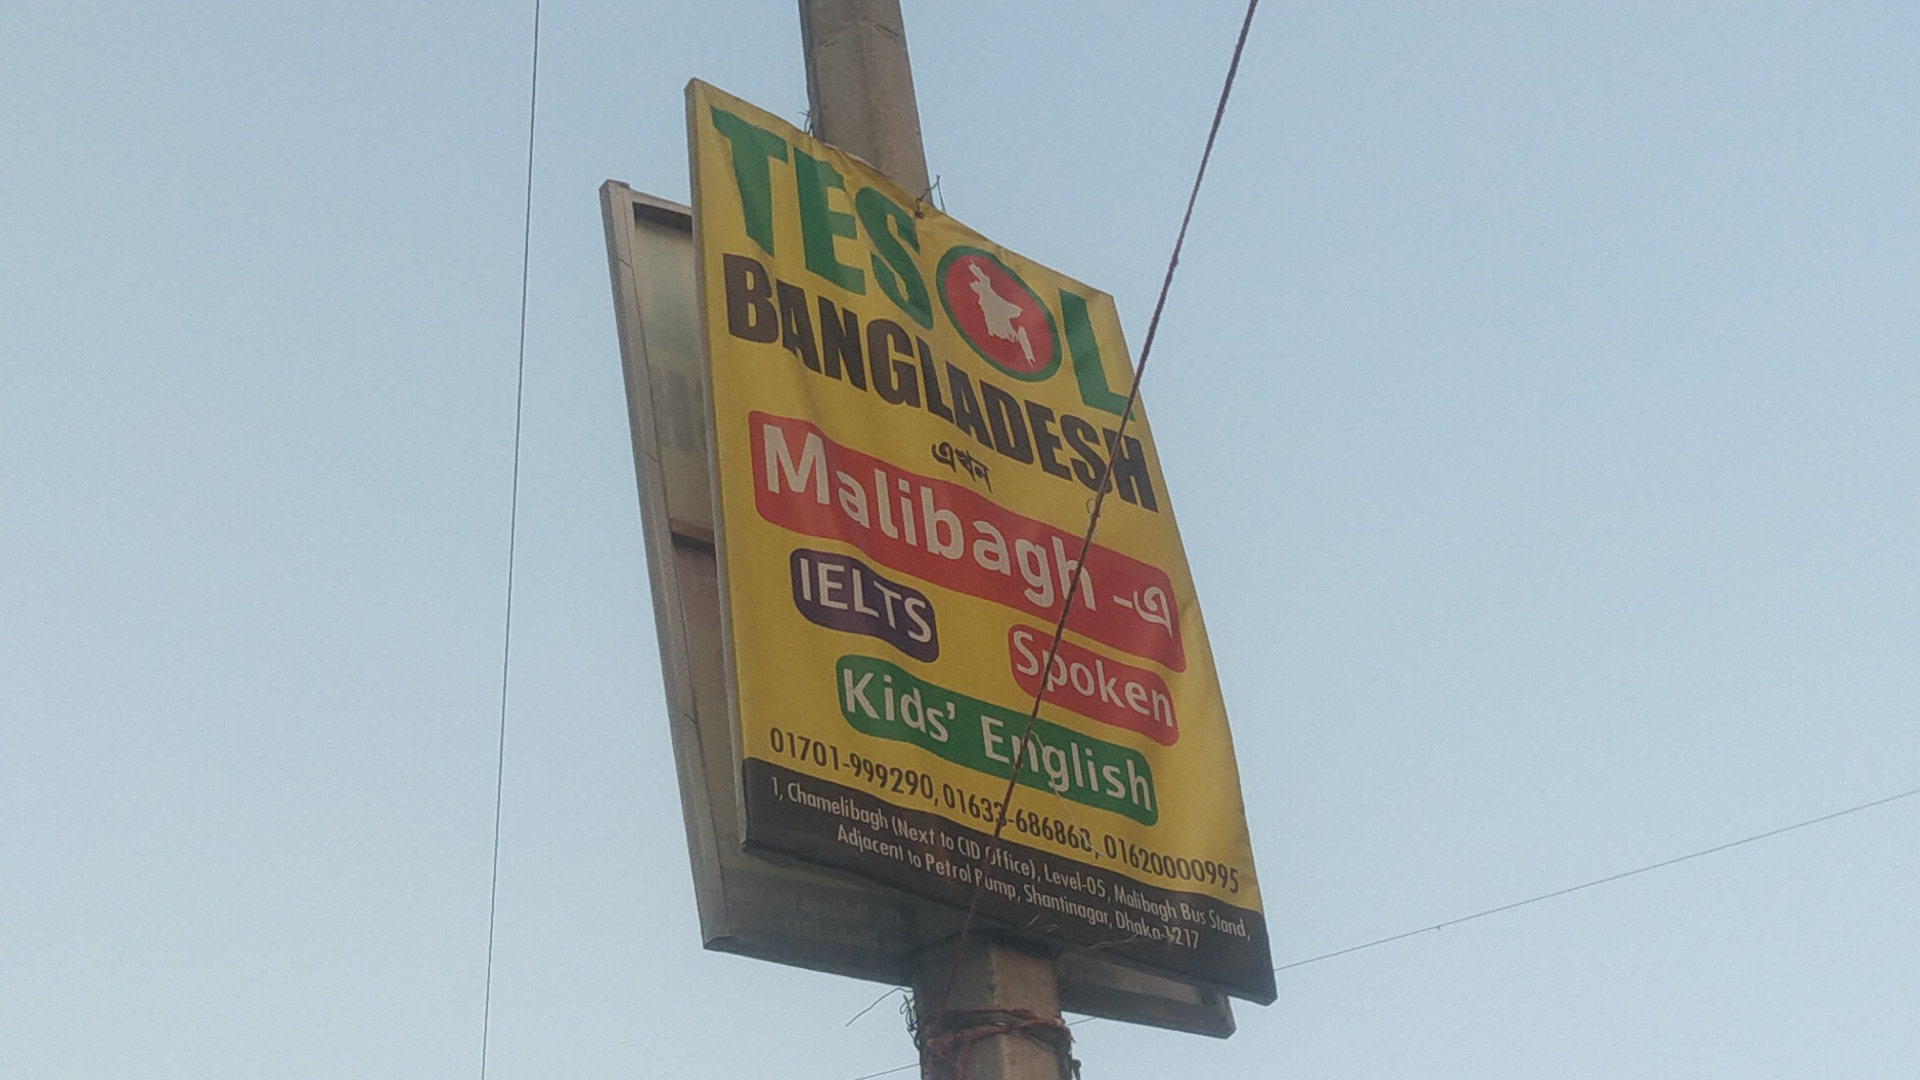 TESOL
BANGLADESH
এখন
Malibagh -এ
IELTS
Spoken
Kids' English
01701-999290, 01633-686868, 01620000995
1, Chamelibagh (Next to CID Office), Level-05, Malibagh Bus Stand,
Adjacent to Petrol Pump, Shantinagar, Dhaka-1217